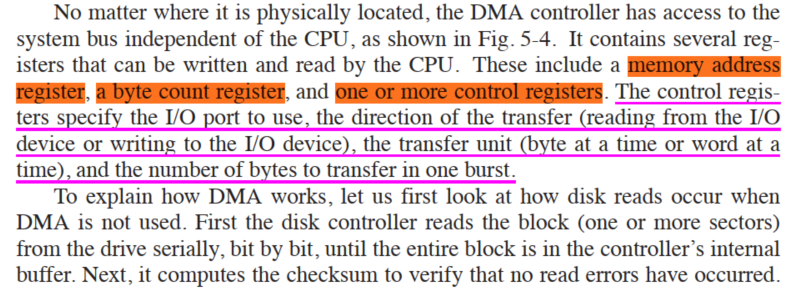 No matter where it is physically located, the DMA controller has access to the
system bus independent of the CPU, as shown in Fig. 5-4. It contains several reg-
isters that can be written and read by the CPU. These include a memory address
register, a byte count register, and one or more control registers. The control regis-
ters specify the I/O port to use, the direction of the transfer (reading from the I/O
device or writing to the I/O device), the transfer unit (byte at a time or word at a
time), and the number of bytes to transfer in one burst.
To explain how DMA works, let us first look at how disk reads occur when
DMA is not used. First the disk controller reads the block (one or more sectors)
from the drive serially, bit by bit, until the entire block is in the controller's internal
buffer. Next, it computes the checksum to verify that no read errors have occurred.